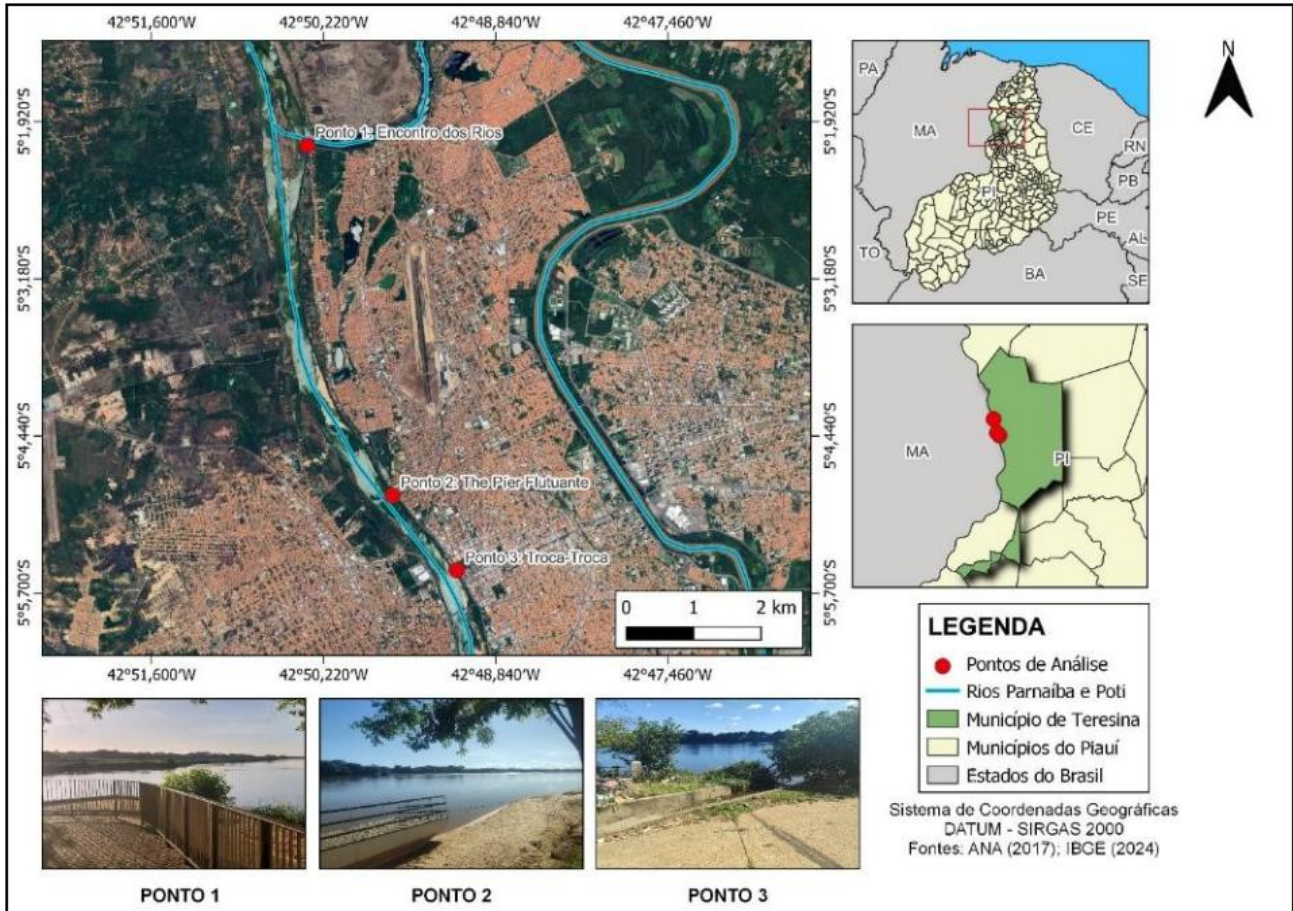 42°51,600'W 42°50,220'W 42°48,840'W 42°47,460'W
5°1,920'S
5°3,180'S
5°4,440'S
5°5,700'S
Ponto 1: Encontro dos Rios
Ponto 2: The Pier Flutuante
Ponto 3: Troca-Troca
0 1 2 km
5°1,920'S
5°3,180'S
5°4,440'S
5°5,700'S
42°51,600'W 42°50,220'W 42°48,840'W 42°47,460'W
N
PA
MA
CE
RN
PB
PI
PE
AL
TO
BA
SE
MA
PI
LEGENDA
Pontos de Análise
Rios Parnaíba e Poti
Município de Teresina
Municípios do Piauí
Estados do Brasil
Sistema de Coordenadas Geográficas
DATUM - SIRGAS 2000
Fontes: ANA (2017); IBGE (2024)
PONTO 1
PONTO 2
PONTO 3